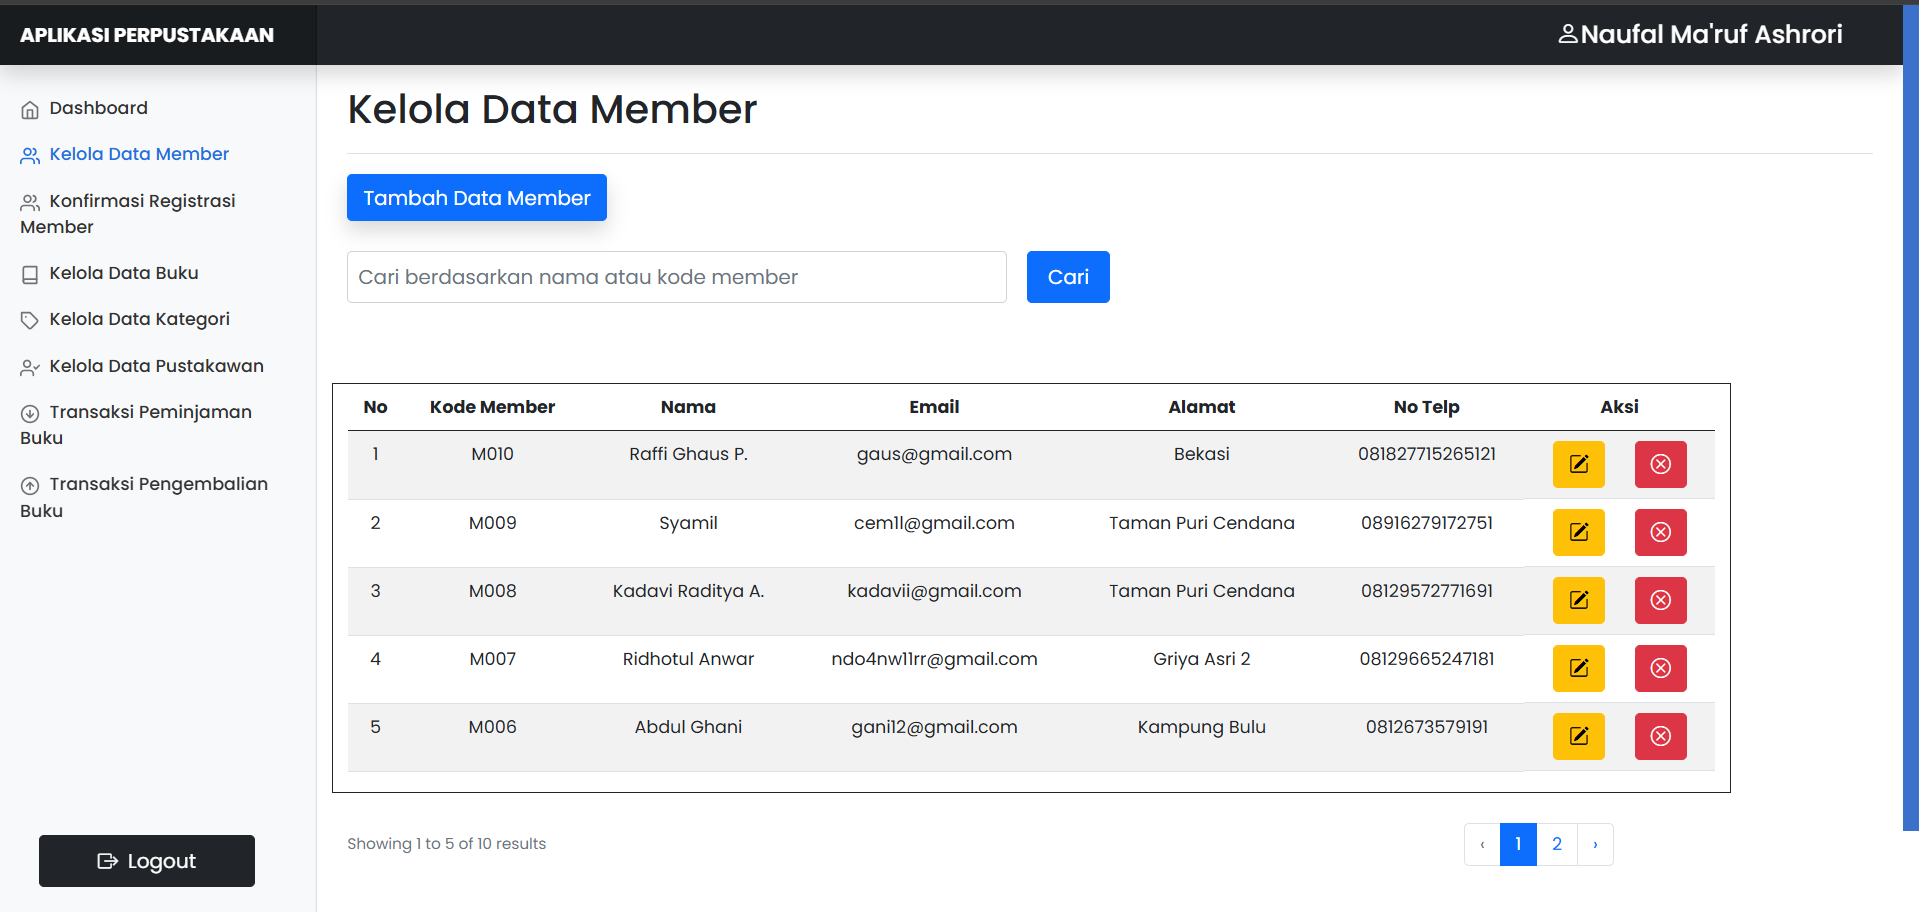 APLIKASI PERPUSTAKAAN
Naufal Ma'ruf Ashrori
Dashboard
Kelola Data Member
Konfirmasi Registrasi
Member
Kelola Data Buku
Kelola Data Kategori
Kelola Data Pustakawan
Transaksi Peminjaman
Buku
Transaksi Pengembalian
Buku
Logout
Kelola Data Member
Tambah Data Member
Cari berdasarkan nama atau kode member
Cari
No Kode Member Nama Email Alamat No Telp Aksi
1 M010 Raffi Ghaus P. gaus@gmail.com Bekasi 081827715265121
2 M009 Syamil cem1l@gmail.com Taman Puri Cendana 08916279172751
3 M008 Kadavi Raditya A. kadavii@gmail.com Taman Puri Cendana 08129572771691
4 M007 Ridhotul Anwar ndo4nw11rr@gmail.com Griya Asri 2 08129665247181
5 M006 Abdul Ghani gani12@gmail.com Kampung Bulu 0812673579191
Showing 1 to 5 of 10 results
‹ 1 2 ›